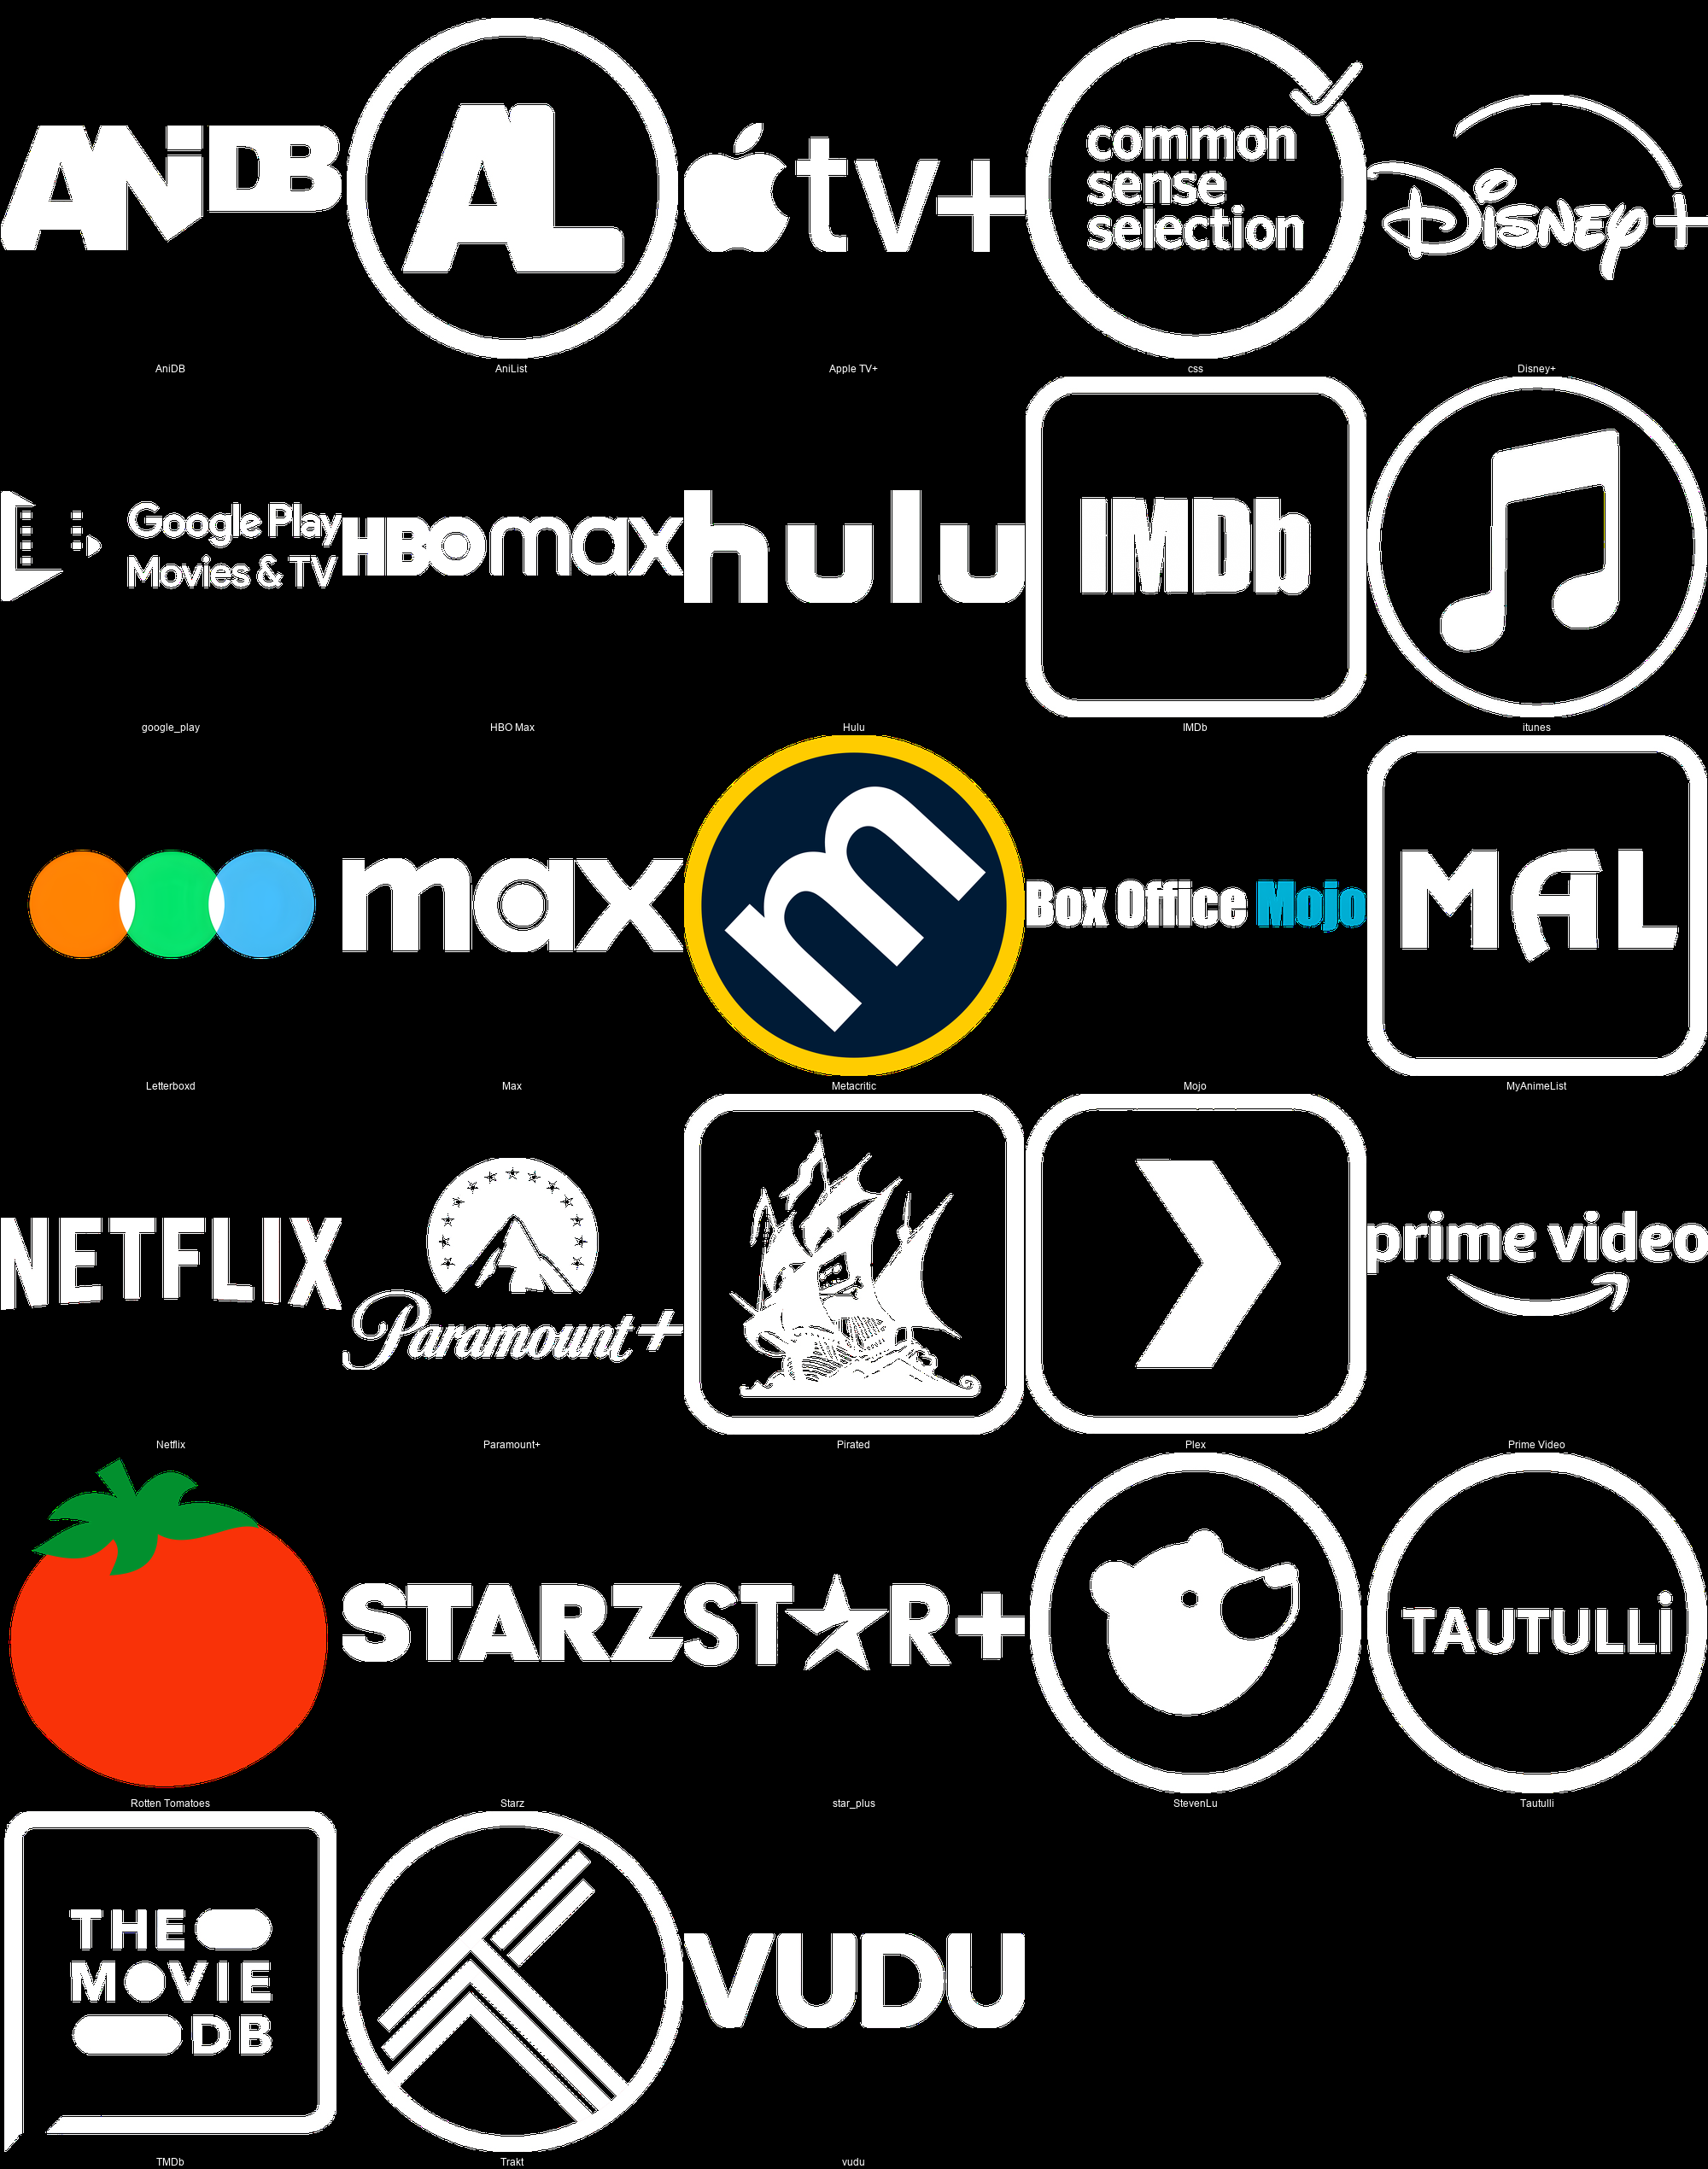 ANiDB
AL
tv+
common
sense
selection
Disney+
AniDB
AniList
Apple TV+
css
Disney+
Google Play
Movies & TV
HBOmax
hulu
IMDb
google_play
HBO Max
Hulu
IMDb
itunes
max
m
Box Office Mojo
MAL
Letterboxd
Max
Metacritic
Mojo
MyAnimeList
NETFLIX
Paramount+
prime video
Netflix
Paramount+
Pirated
Plex
Prime Video
STARZ
ST★R+
TAUTULLi
Rotten Tomatoes
Starz
star_plus
StevenLu
Tautulli
THE
MOVIE
DB
VUDU
TMDb
Trakt
vudu